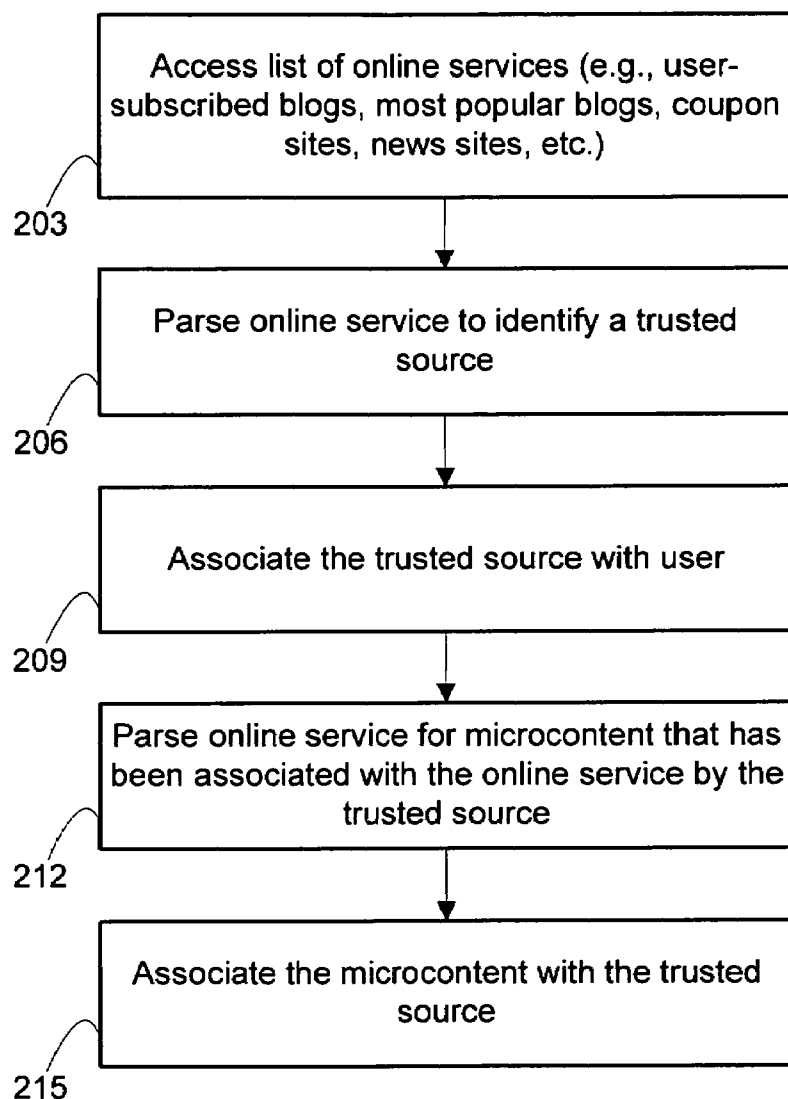 Access list of online services (e.g., user-
subscribed blogs, most popular blogs, coupon
sites, news sites, etc.)
203
Parse online service to identify a trusted
source
206
Associate the trusted source with user
209
Parse online service for microcontent that has
been associated with the online service by the
trusted source
212
Associate the microcontent with the trusted
source
215